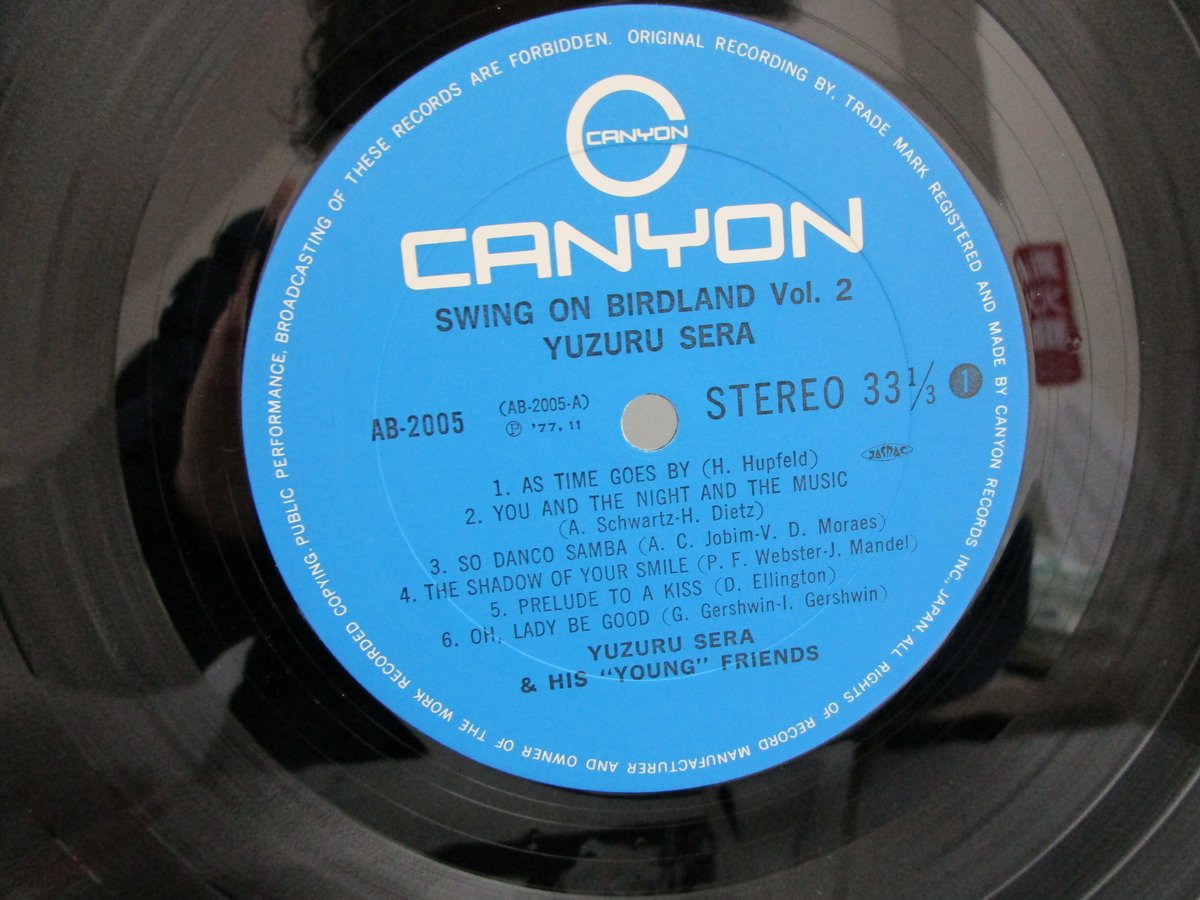 WORK RECORDED COPYING, PUBLIC PERFORMANCE, BROADCASTING OF THESE RECORDS ARE FORBIDDEN. ORIGINAL RECORDING BY, TRADE MARK REGISTERED AND MADE BY CANYON RECORDS INC., JAPAN. ALL RIGHTS OF RECORD MANUFACTURER AND OWNER OF THE
CANYON
CANYON
SWING ON BIRDLAND Vol. 2
YUZURU SERA
AB-2005
(AB-2005-A)
Ⓟ '77. 11
STEREO 33 1/3
1
JASRAC
1. AS TIME GOES BY (H. Hupfeld)
2. YOU AND THE NIGHT AND THE MUSIC
(A. Schwartz-H. Dietz)
3. SO DANCO SAMBA (A. C. Jobim-V. D. Moraes)
4. THE SHADOW OF YOUR SMILE (P. F. Webster-J. Mandel)
5. PRELUDE TO A KISS (D. Ellington)
6. OH, LADY BE GOOD (G. Gershwin-I. Gershwin)
YUZURU SERA
& HIS "YOUNG" FRIENDS